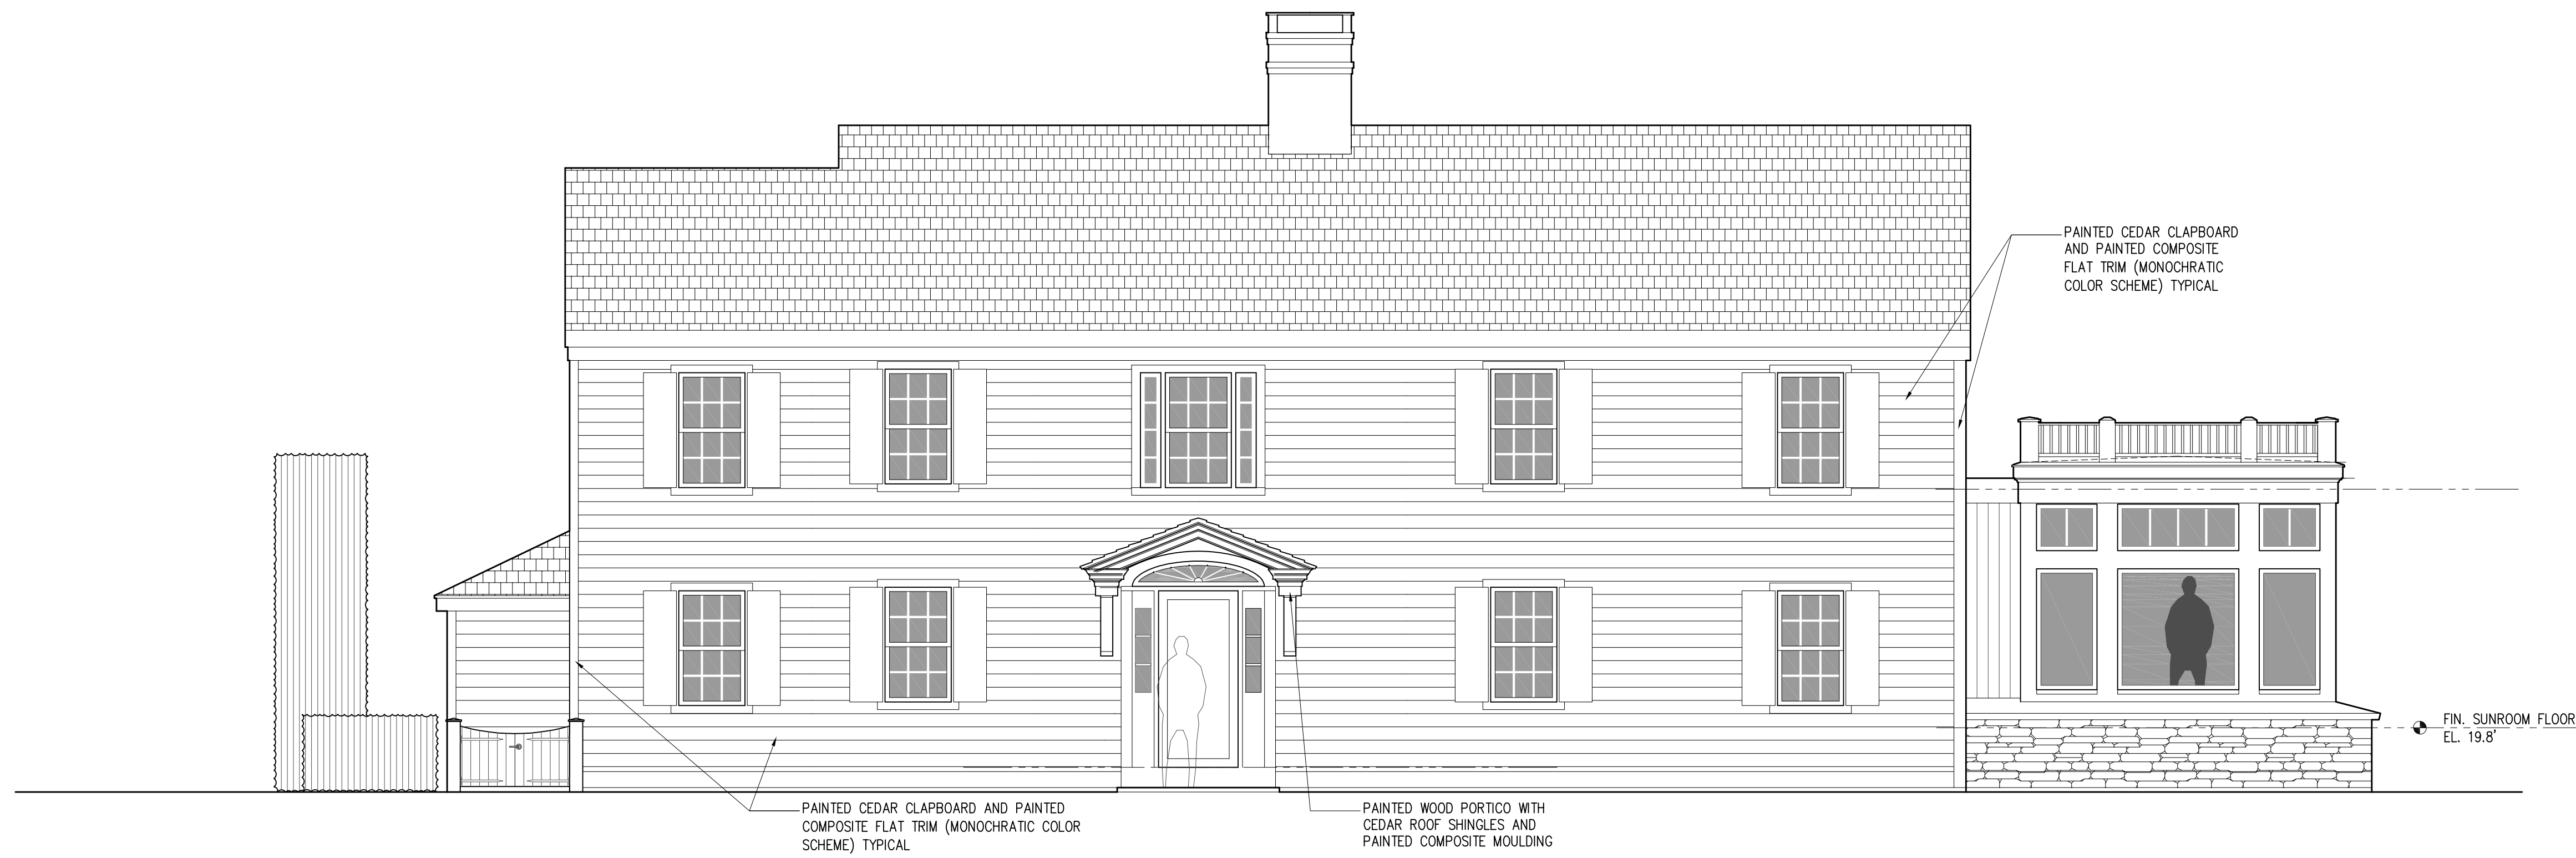 PAINTED CEDAR CLAPBOARD
AND PAINTED COMPOSITE
FLAT TRIM (MONOCHRATIC
COLOR SCHEME) TYPICAL
FIN. SUNROOM FLOOR
EL. 19.8'
PAINTED CEDAR CLAPBOARD AND PAINTED
COMPOSITE FLAT TRIM (MONOCHRATIC COLOR
SCHEME) TYPICAL
PAINTED WOOD PORTICO WITH
CEDAR ROOF SHINGLES AND
PAINTED COMPOSITE MOULDING